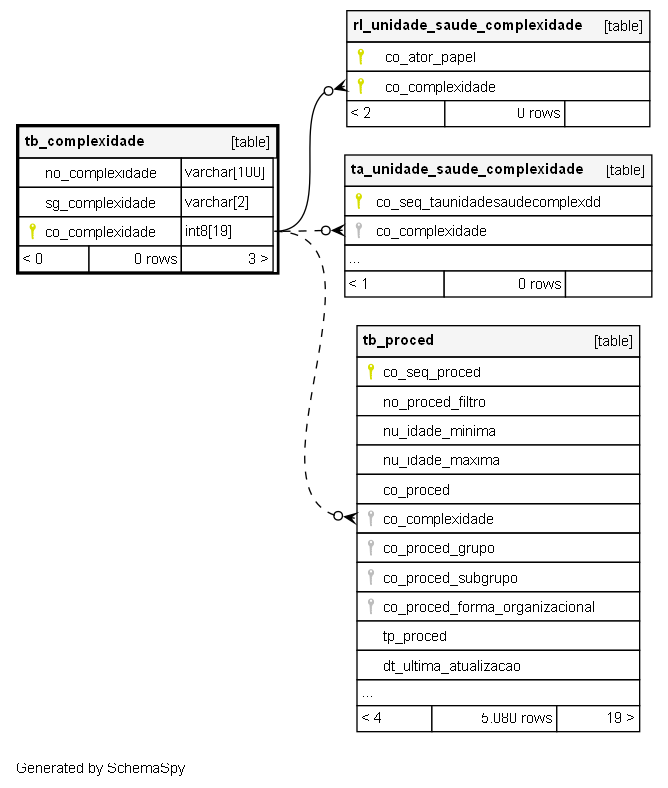 rl_unidade_saude_complexidade [table]
co_ator_papel
co_complexidade
< 2 0 rows
tb_complexidade [table]
no_complexidade varchar[100]
sg_complexidade varchar[2]
co_complexidade int8[19]
< 0 0 rows 3 >
ta_unidade_saude_complexidade [table]
co_seq_taunidadesaudecomplexdd
co_complexidade
...
< 1 0 rows
tb_proced [table]
co_seq_proced
no_proced_filtro
nu_idade_minima
nu_idade_maxima
co_proced
co_complexidade
co_proced_grupo
co_proced_subgrupo
co_proced_forma_organizacional
tp_proced
dt_ultima_atualizacao
...
< 4 5.080 rows 19 >
Generated by SchemaSpy